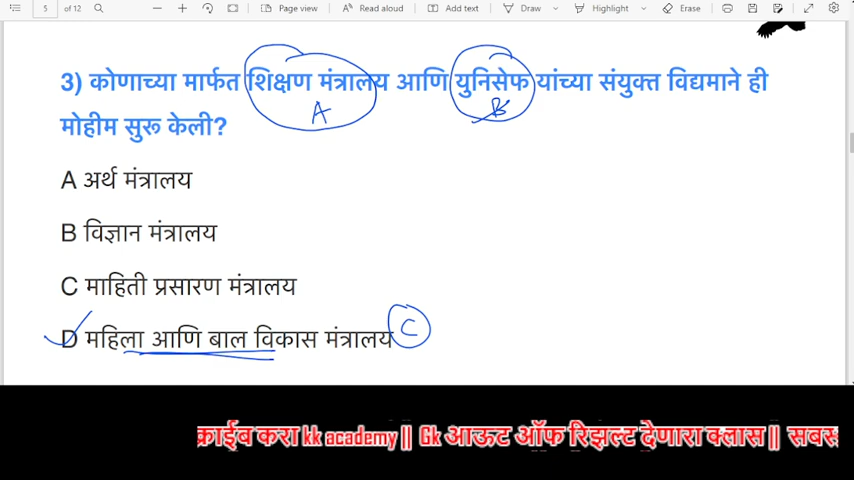 5 of 12 Page view Read aloud Add text Draw Highlight Erase
3) कोणाच्या मार्फत शिक्षण मंत्रालय आणि युनिसेफ यांच्या संयुक्त विद्यमाने ही
A B
मोहीम सुरू केली?
A अर्थ मंत्रालय
B विज्ञान मंत्रालय
C माहिती प्रसारण मंत्रालय
D महिला आणि बाल विकास मंत्रालय C
क्राईब करा kk academy || Gk आऊट ऑफ रिझल्ट देणारा क्लास || सबस